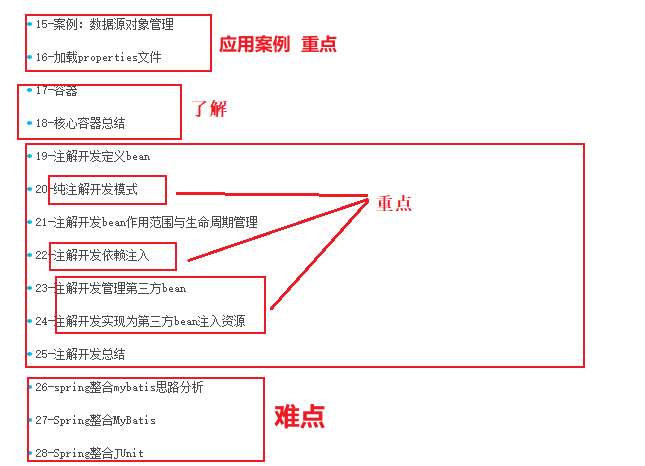 15-案例：数据源对象管理
应用案例 重点
16-加载properties文件
17-容器
了解
18-核心容器总结
19-注解开发定义bean
20-纯注解开发模式
重点
21-注解开发bean作用范围与生命周期管理
22-注解开发依赖注入
23-注解开发管理第三方bean
24-注解开发实现为第三方bean注入资源
25-注解开发总结
26-spring整合mybatis思路分析
难点
27-Spring整合MyBatis
28-Spring整合JUnit